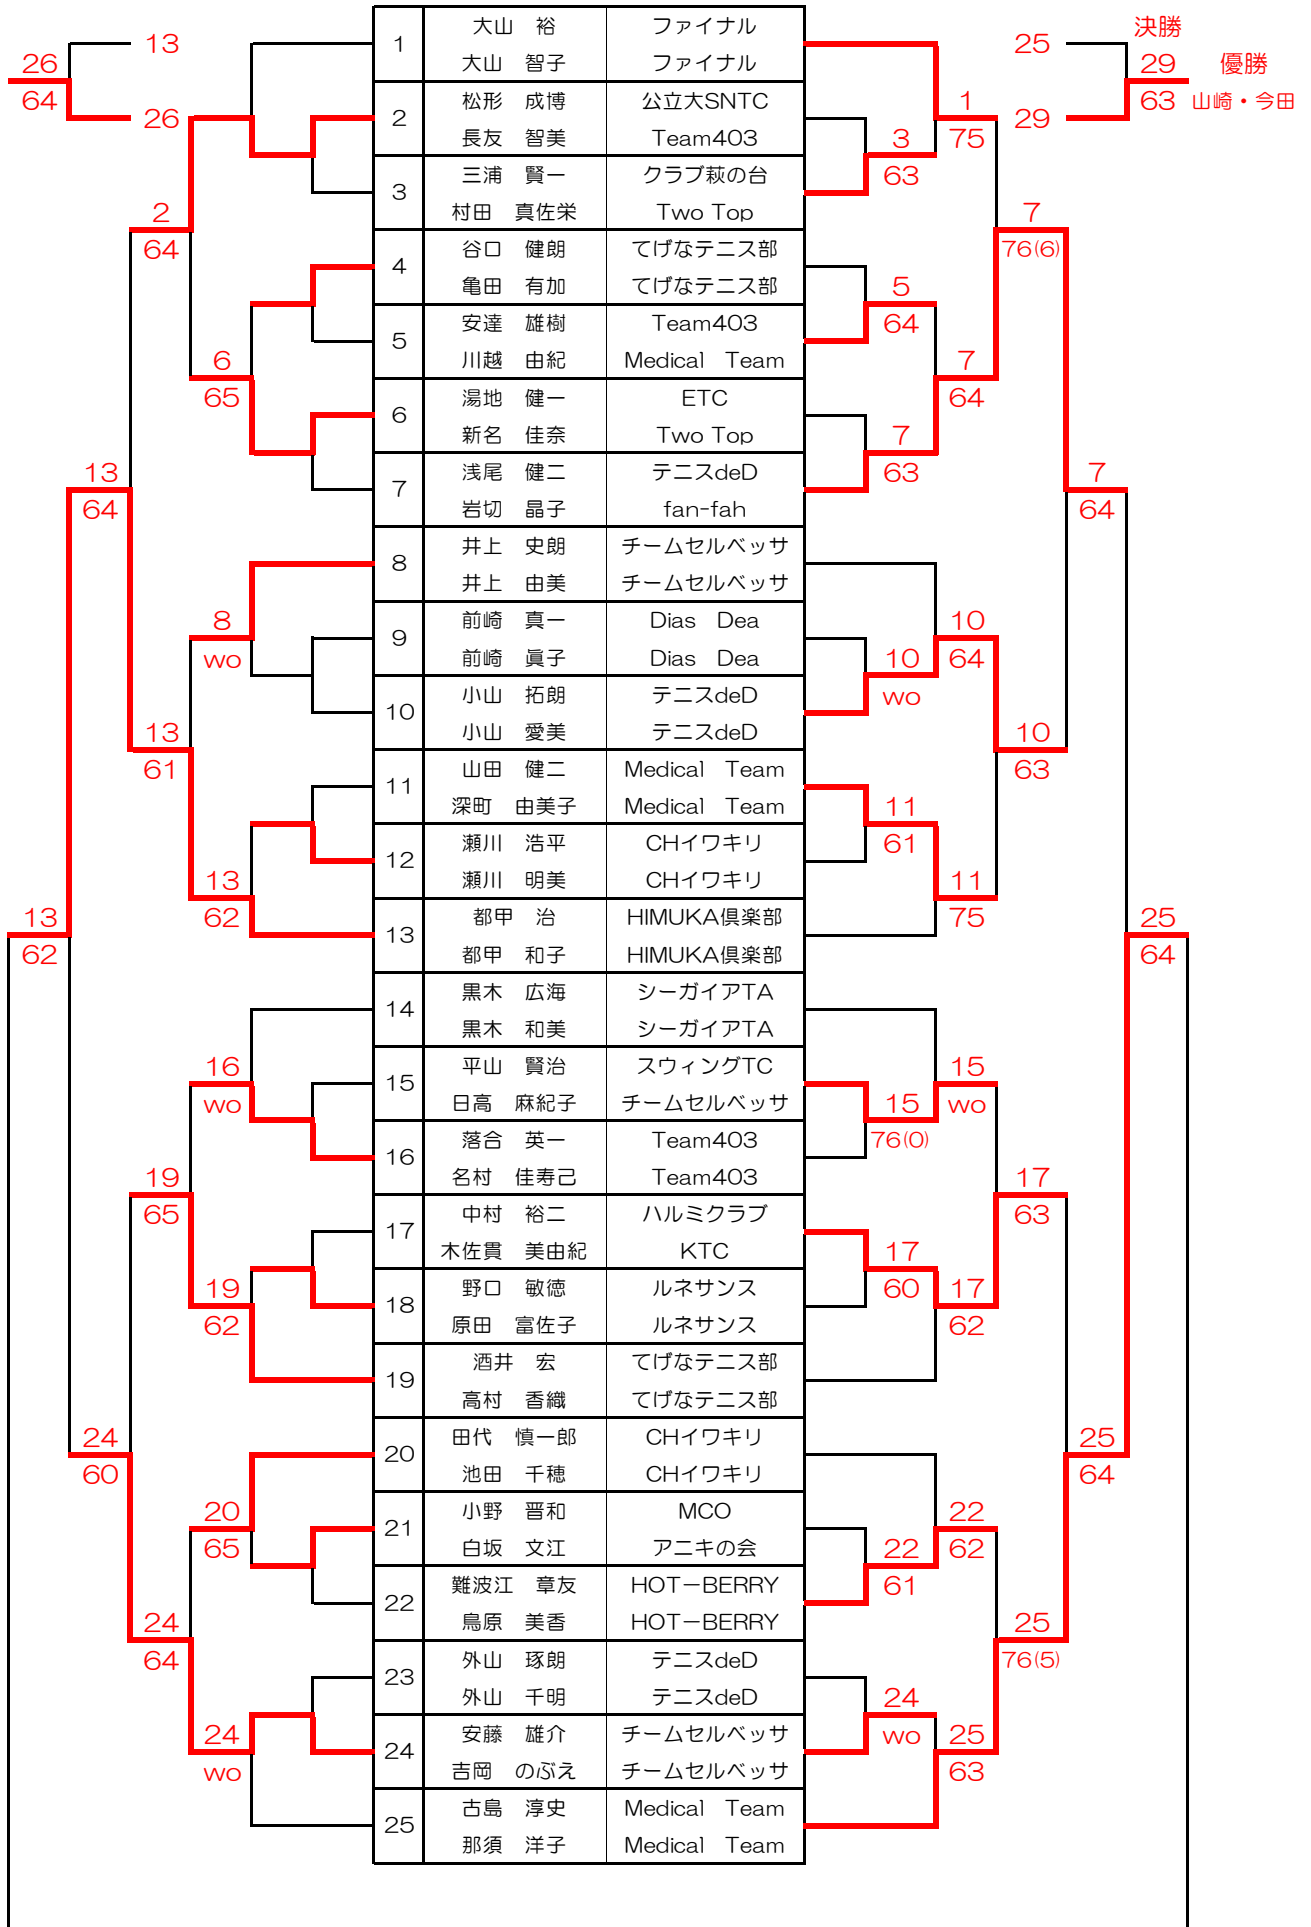 決勝
13
25
26
29
優勝
64
63
山崎・今田
26
29
1 大山 裕 ファイナル
大山 智子 ファイナル
2 松形 成博 公立大SNTC
長友 智美 Team403
1
75
3
63
3 三浦 賢一 クラブ萩の台
村田 真佐栄 Two Top
2
64
7
76(6)
4 谷口 健朗 てげなテニス部
亀田 有加 てげなテニス部
5 安達 雄樹 Team403
川越 由紀 Medical Team
5
64
6
65
7
64
6 湯地 健一 ETC
新名 佳奈 Two Top
7
63
7 浅尾 健二 テニスdeD
岩切 晶子 fan-fah
13
64
7
64
8 井上 史朗 チームセルベッサ
井上 由美 チームセルベッサ
9 前崎 真一 Dias Dea
前崎 眞子 Dias Dea
8
wo
10
64
10
wo
10 小山 拓朗 テニスdeD
小山 愛美 テニスdeD
13
61
10
63
11 山田 健二 Medical Team
深町 由美子 Medical Team
11
61
12 瀬川 浩平 CHイワキリ
瀬川 明美 CHイワキリ
13
62
11
75
13 都甲 治 HIMUKA倶楽部
都甲 和子 HIMUKA倶楽部
13
62
25
64
14 黒木 広海 シーガイアTA
黒木 和美 シーガイアTA
15 平山 賢治 スウィングTC
日高 麻紀子 チームセルベッサ
16
wo
15
wo
15
76(0)
16 落合 英一 Team403
名村 佳寿己 Team403
19
65
17
63
17 中村 裕二 ハルミクラブ
木佐貫 美由紀 KTC
17
60
18 野口 敏徳 ルネサンス
原田 富佐子 ルネサンス
19
62
17
62
19 酒井 宏 てげなテニス部
高村 香織 てげなテニス部
20 田代 慎一郎 CHイワキリ
池田 千穂 CHイワキリ
24
60
25
64
21 小野 晋和 MCO
白坂 文江 アニキの会
20
65
22
62
22
61
22 難波江 章友 HOT－BERRY
鳥原 美香 HOT－BERRY
24
64
25
76(5)
23 外山 琢朗 テニスdeD
外山 千明 テニスdeD
24
wo
24 安藤 雄介 チームセルベッサ
吉岡 のぶえ チームセルベッサ
24
wo
25
63
25 古島 淳史 Medical Team
那須 洋子 Medical Team